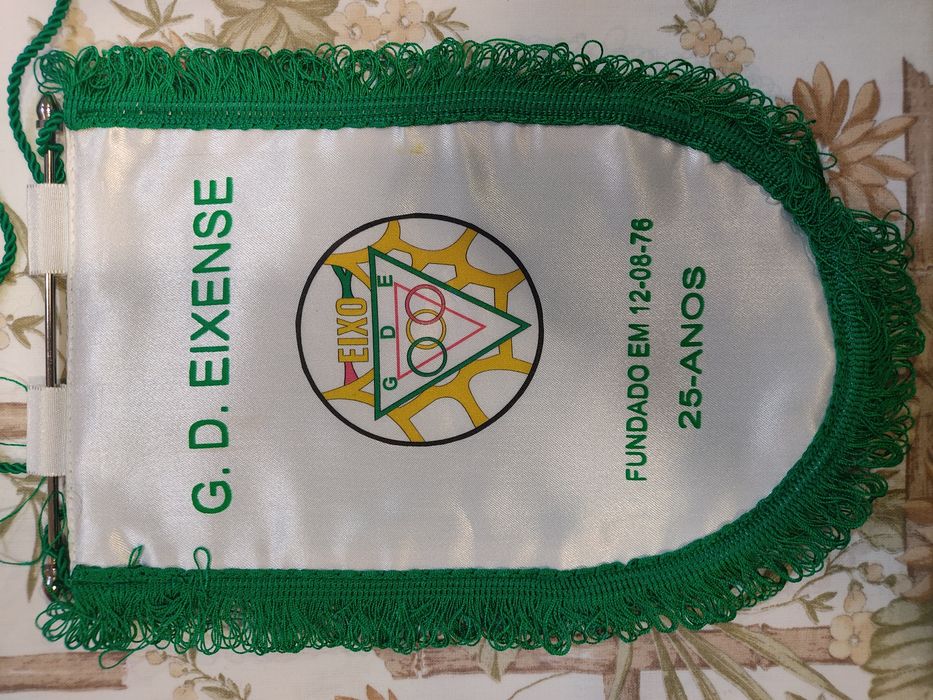 G. D. EIXENSE
EIXO
G D E
FUNDADO EM 12-08-76
25-ANOS